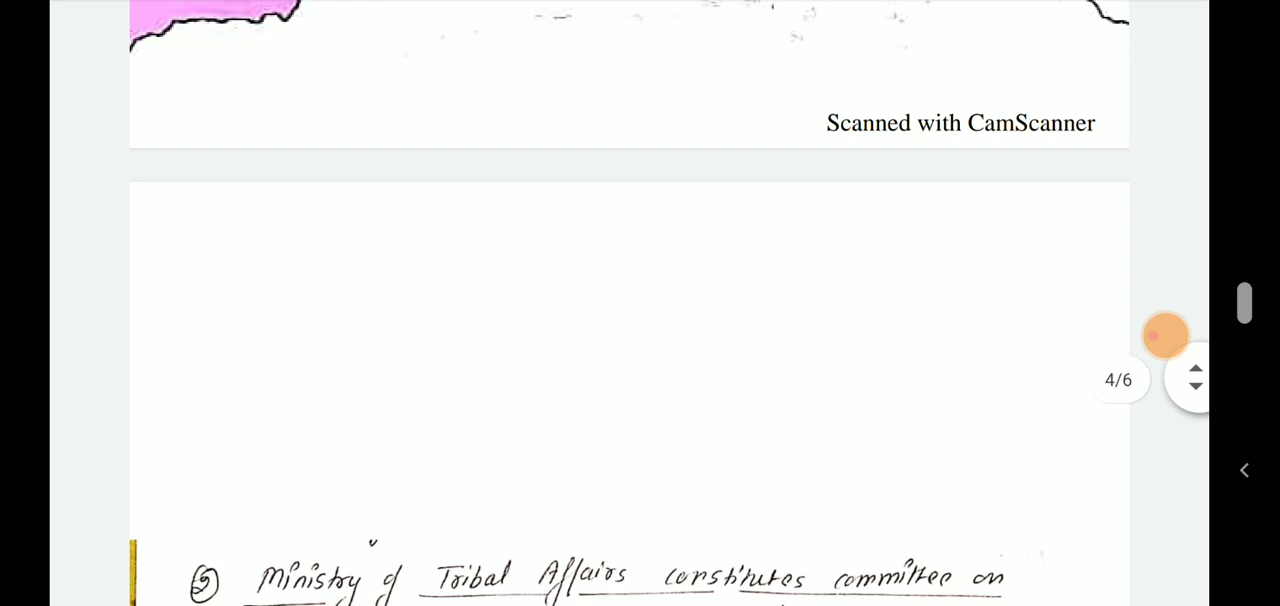 Scanned with CamScanner
4/6
⑤ Ministry of Tribal Affairs constitutes committee on